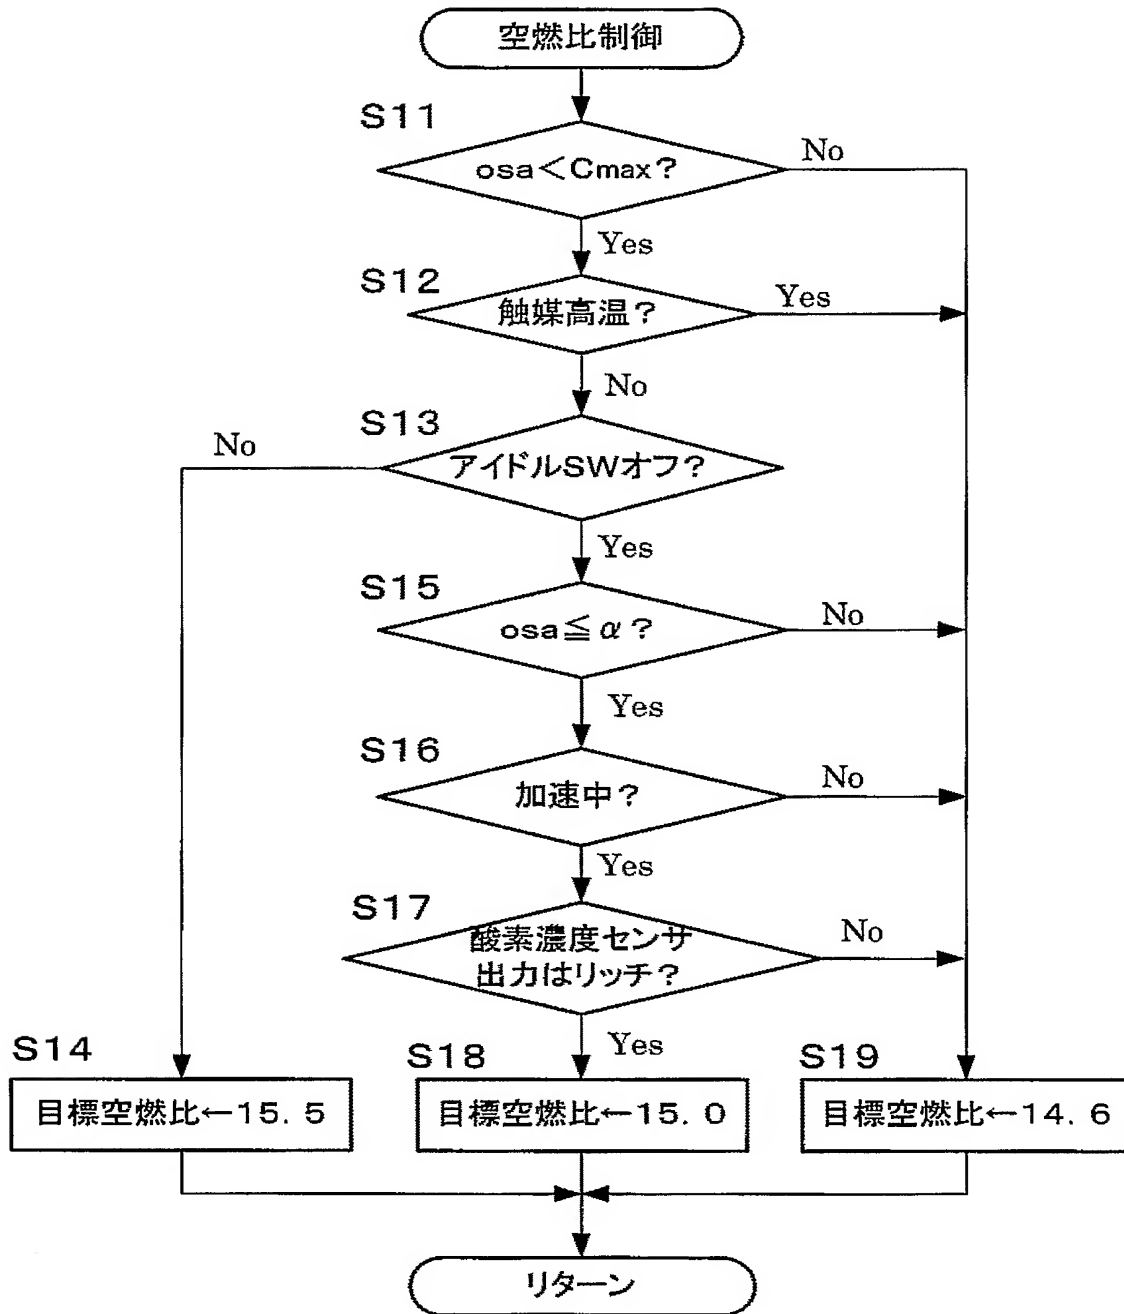 空燃比制御
S11
osa<Cmax?
No
Yes
S12
触媒高温?
Yes
No
S13
アイドルSWオフ?
No
Yes
S15
osa≦α?
No
Yes
S16
加速中?
No
Yes
S17
酸素濃度センサ
出力はリッチ?
No
Yes
S14
目標空燃比←15.5
S18
目標空燃比←15.0
S19
目標空燃比←14.6
リターン